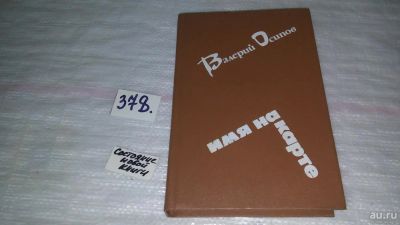 Валерий Осипов
имя на карте
378.
Состояние
новой
книги
au.ru